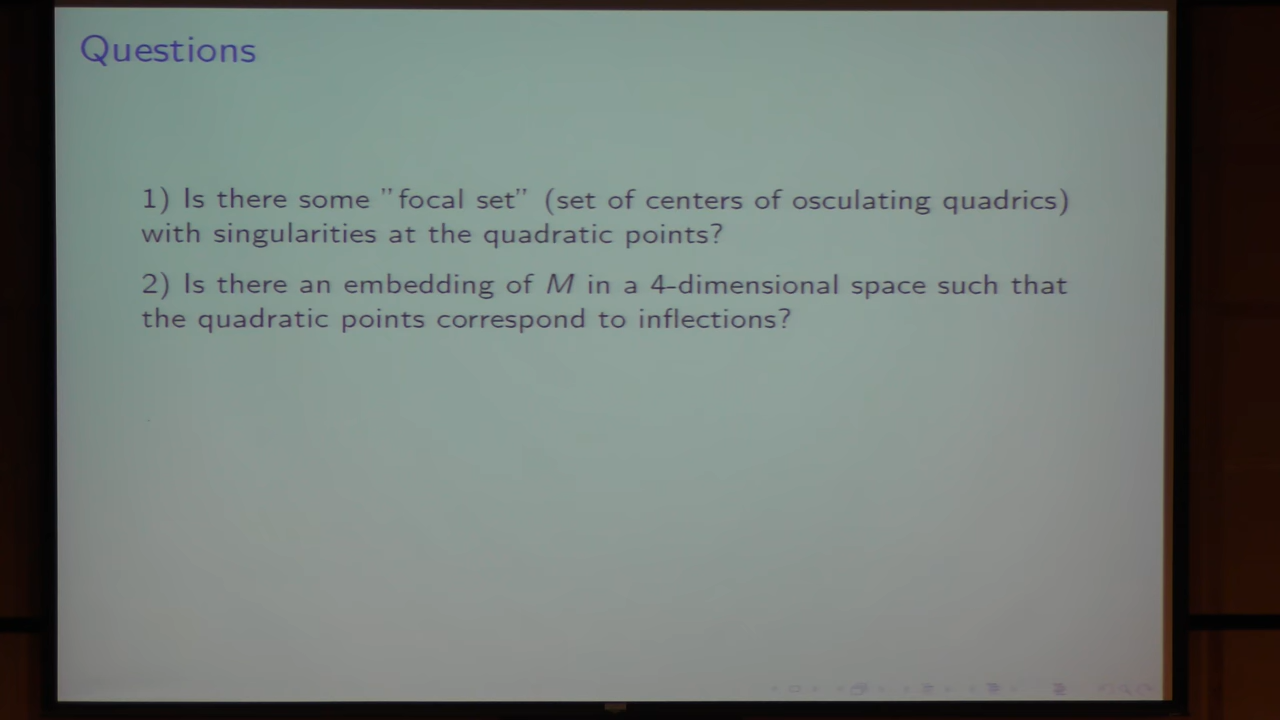 Questions
1) Is there some "focal set" (set of centers of osculating quadrics)
with singularities at the quadratic points?
2) Is there an embedding of M in a 4-dimensional space such that
the quadratic points correspond to inflections?